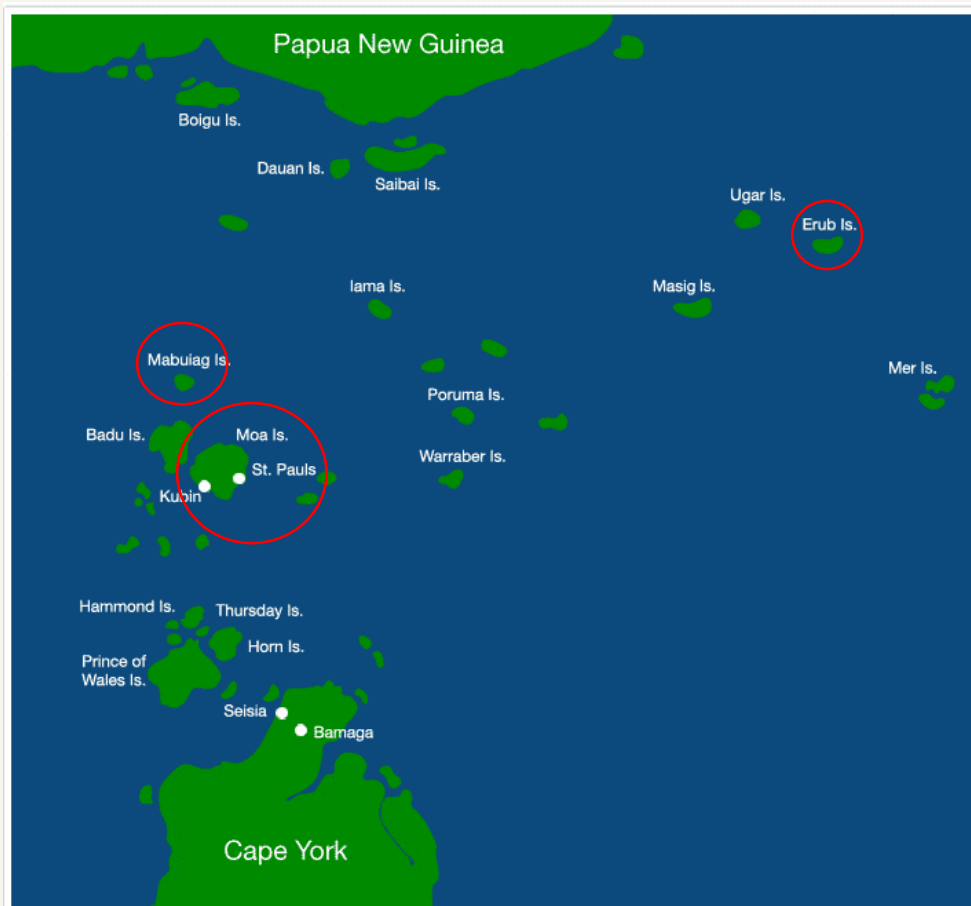 Papua New Guinea
Boigu Is.
Dauan Is.
Saibai Is.
Ugar Is.
Erub Is.
Iama Is.
Masig Is.
Mabuiag Is.
Mer Is.
Poruma Is.
Badu Is.
Moa Is.
Warraber Is.
St. Pauls
Kubin
Hammond Is.
Thursday Is.
Horn Is.
Prince of
Wales Is.
Seisia
Bamaga
Cape York